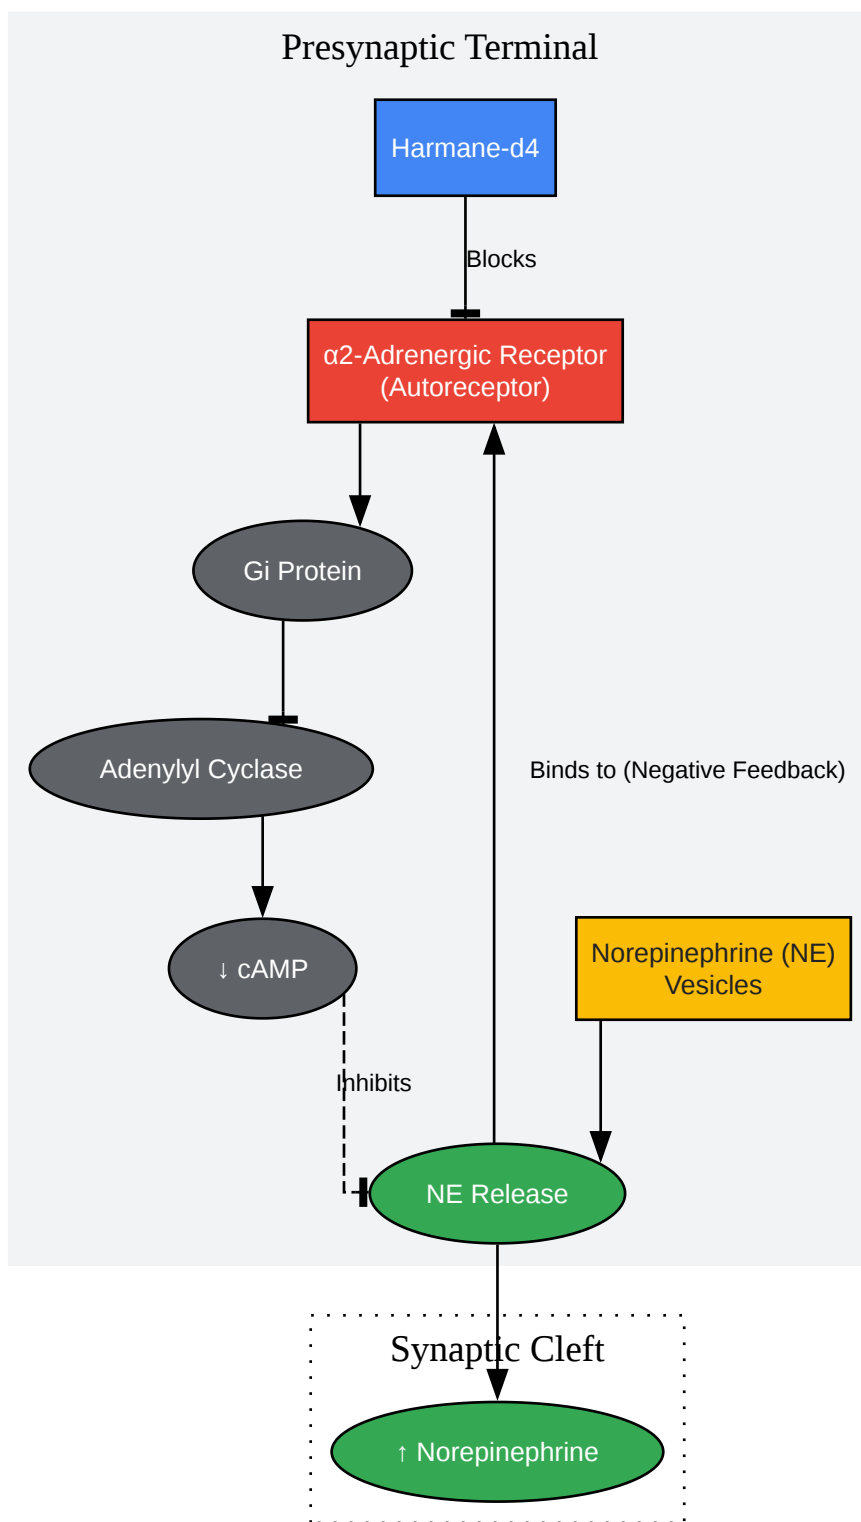 Presynaptic Terminal
Harmane-d4
Blocks
α2-Adrenergic Receptor
(Autoreceptor)
Gi Protein
Adenylyl Cyclase
Binds to (Negative Feedback)
Norepinephrine (NE)
Vesicles
↓ cAMP
Inhibits
NE Release
Synaptic Cleft
↑ Norepinephrine